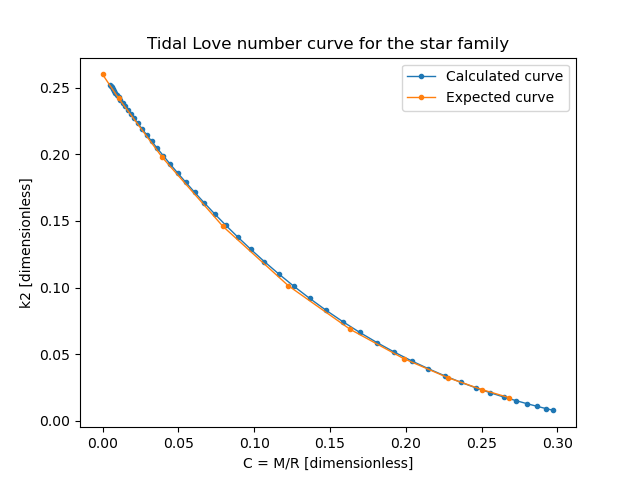 Tidal Love number curve for the star family
Calculated curve
Expected curve
k2 [dimensionless]
0.25
0.20
0.15
0.10
0.05
0.00
0.00 0.05 0.10 0.15 0.20 0.25 0.30
C = M/R [dimensionless]